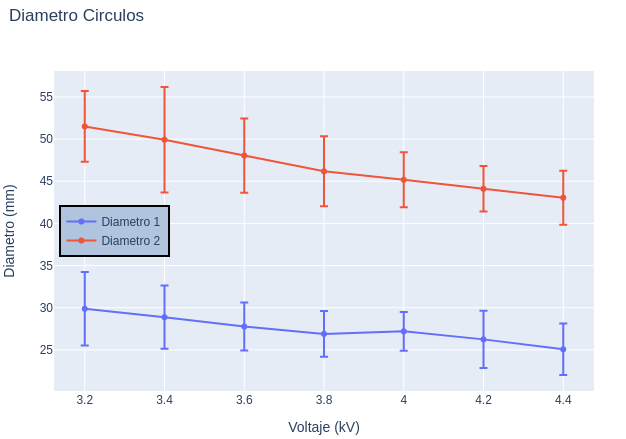 Diametro Circulos
Diametro (mm)
55
50
45
40
35
30
25
Diametro 1
Diametro 2
3.2 3.4 3.6 3.8 4 4.2 4.4
Voltaje (kV)